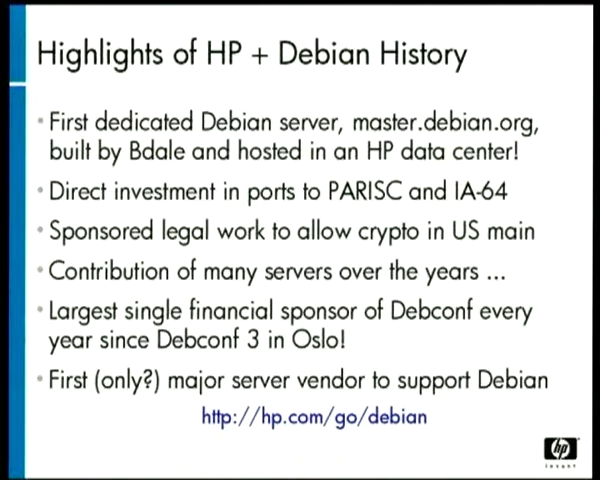 Highlights of HP + Debian History
• First dedicated Debian server, master.debian.org,
built by Bdale and hosted in an HP data center!
• Direct investment in ports to PARISC and IA-64
• Sponsored legal work to allow crypto in US main
• Contribution of many servers over the years ...
• Largest single financial sponsor of Debconf every
year since Debconf 3 in Oslo!
• First (only?) major server vendor to support Debian
http://hp.com/go/debian
hp
invent